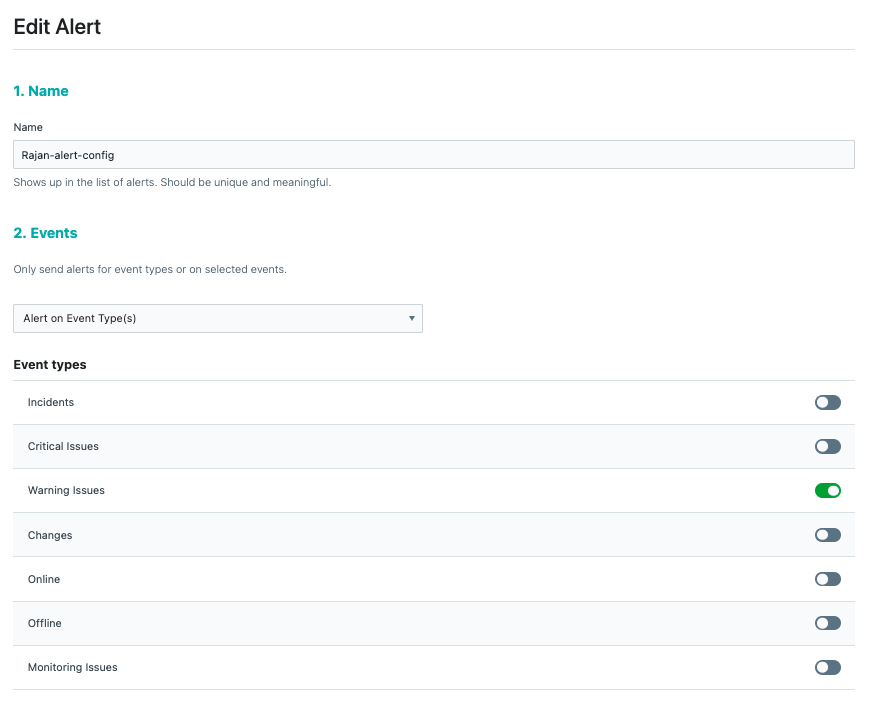 Edit Alert
1. Name
Name
Rajan-alert-config
Shows up in the list of alerts. Should be unique and meaningful.
2. Events
Only send alerts for event types or on selected events.
Alert on Event Type(s)
Event types
Incidents
Critical Issues
Warning Issues
Changes
Online
Offline
Monitoring Issues